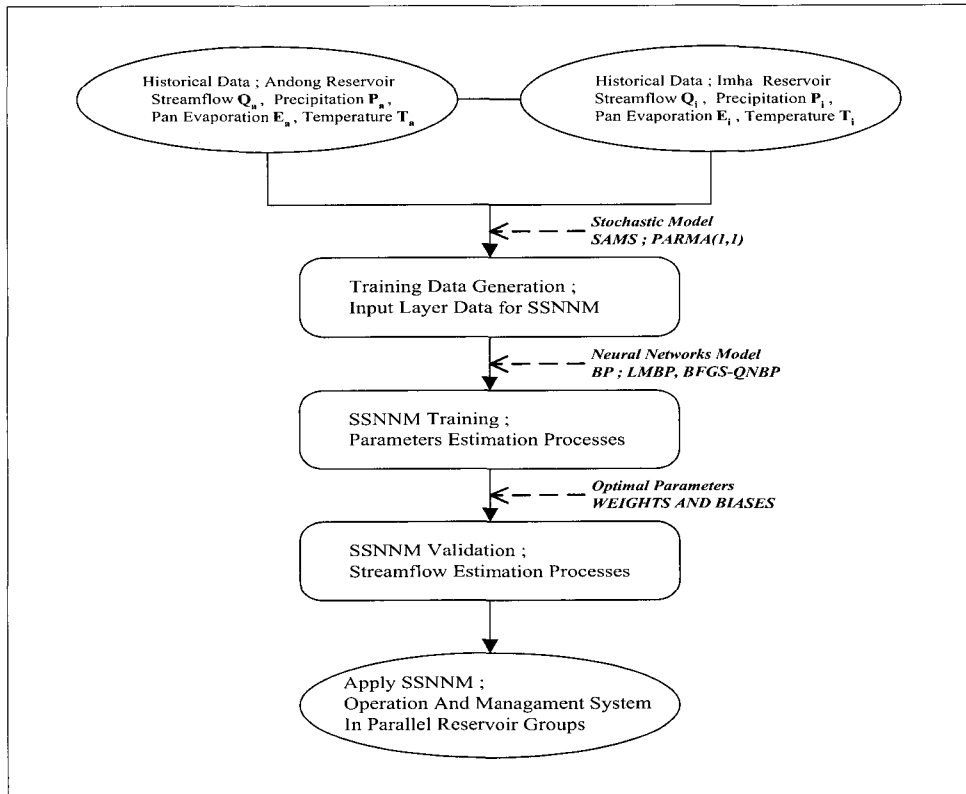 Historical Data ; Andong Reservoir
Streamflow Qa , Precipitation Pa ,
Pan Evaporation Ea , Temperature Ta
Historical Data ; Imha Reservoir
Streamflow Qi , Precipitation Pi ,
Pan Evaporation Ei , Temperature Ti
Stochastic Model
SAMS ; PARMA(1,1)
Training Data Generation ;
Input Layer Data for SSNNM
Neural Networks Model
BP ; LMBP, BFGS-QNBP
SSNNM Training ;
Parameters Estimation Processes
Optimal Parameters
WEIGHTS AND BIASES
SSNNM Validation ;
Streamflow Estimation Processes
Apply SSNNM ;
Operation And Managament System
In Parallel Reservoir Groups